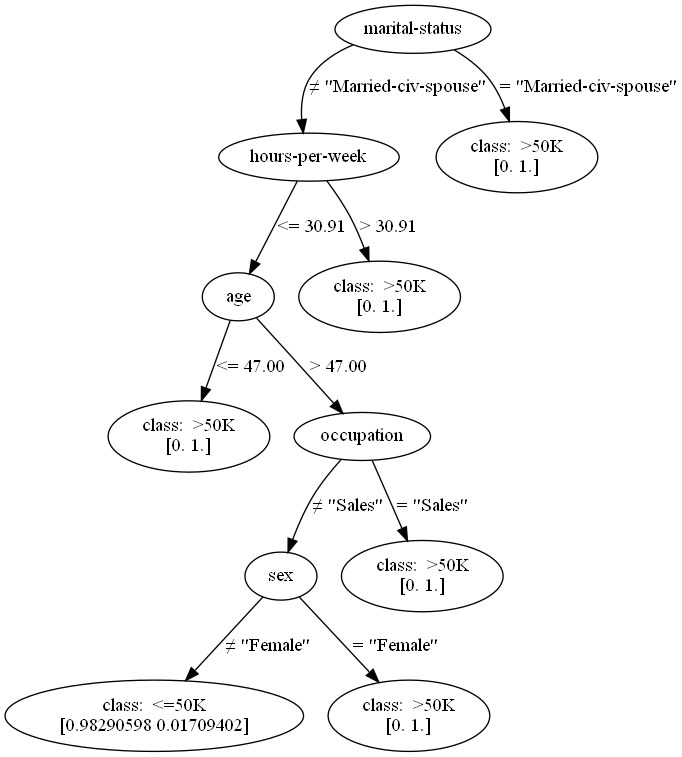 marital-status
≠ "Married-civ-spouse"
= "Married-civ-spouse"
hours-per-week
class:  >50K
[0. 1.]
<= 30.91
> 30.91
age
class:  >50K
[0. 1.]
<= 47.00
> 47.00
class:  >50K
[0. 1.]
occupation
≠ "Sales"
= "Sales"
sex
class:  >50K
[0. 1.]
≠ "Female"
= "Female"
class:  <=50K
[0.98290598 0.01709402]
class:  >50K
[0. 1.]